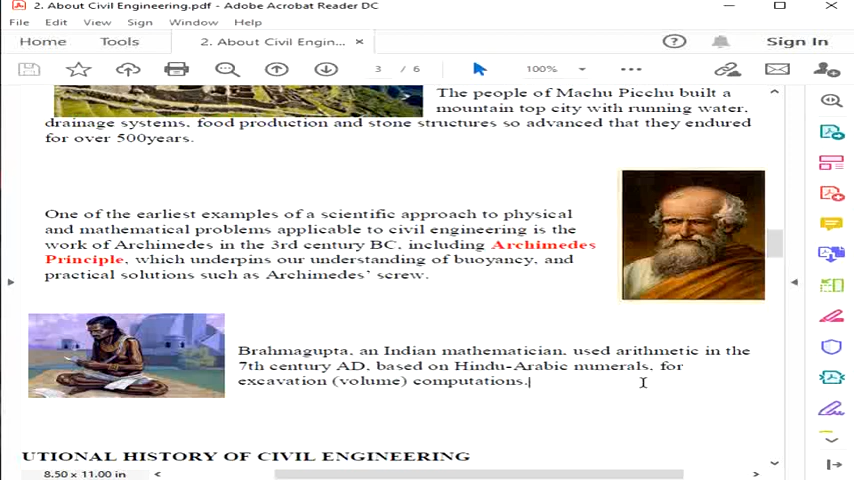 2. About Civil Engineering.pdf - Adobe Acrobat Reader DC
File Edit View Sign Window Help
Home Tools 2. About Civil Engin... × Sign In
3 / 6 100%
The people of Machu Picchu built a
mountain top city with running water,
drainage systems, food production and stone structures so advanced that they endured
for over 500years.
One of the earliest examples of a scientific approach to physical
and mathematical problems applicable to civil engineering is the
work of Archimedes in the 3rd century BC, including Archimedes
Principle, which underpins our understanding of buoyancy, and
practical solutions such as Archimedes' screw.
Brahmagupta, an Indian mathematician, used arithmetic in the
7th century AD, based on Hindu-Arabic numerals, for
excavation (volume) computations.
UTIONAL HISTORY OF CIVIL ENGINEERING
8.50 x 11.00 in